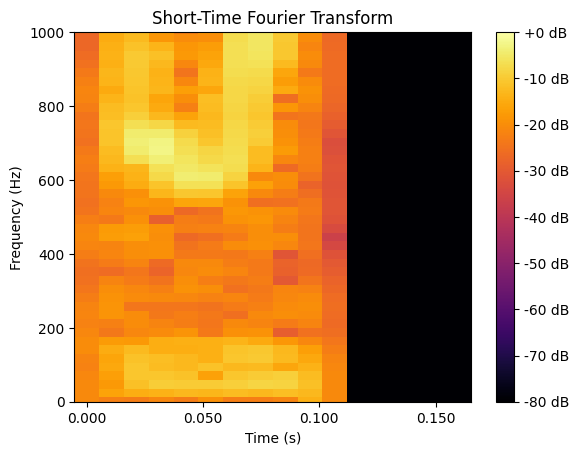 Short-Time Fourier Transform
1000
800
600
400
200
0
Frequency (Hz)
0.000
0.050
0.100
0.150
Time (s)
+0 dB
-10 dB
-20 dB
-30 dB
-40 dB
-50 dB
-60 dB
-70 dB
-80 dB